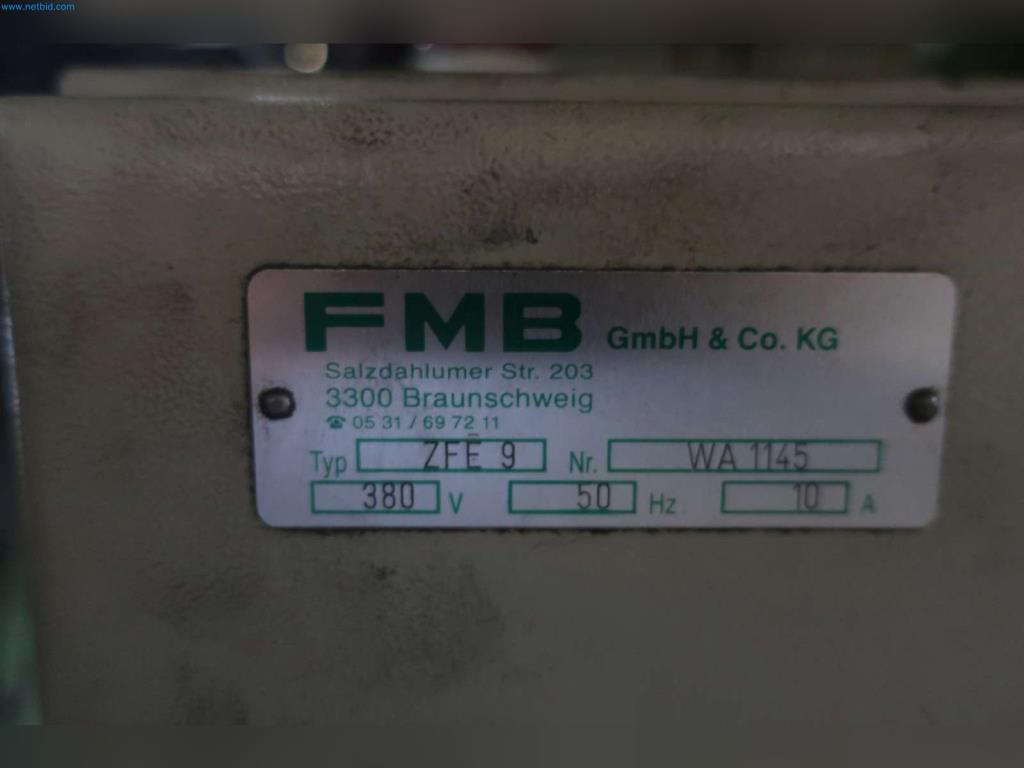 www.netbid.com
FMB GmbH & Co. KG
Salzdahlumer Str. 203
3300 Braunschweig
☎ 05 31 / 69 72 11
Typ ZFE 9 Nr. WA 1145
380 V 50 Hz 10 A